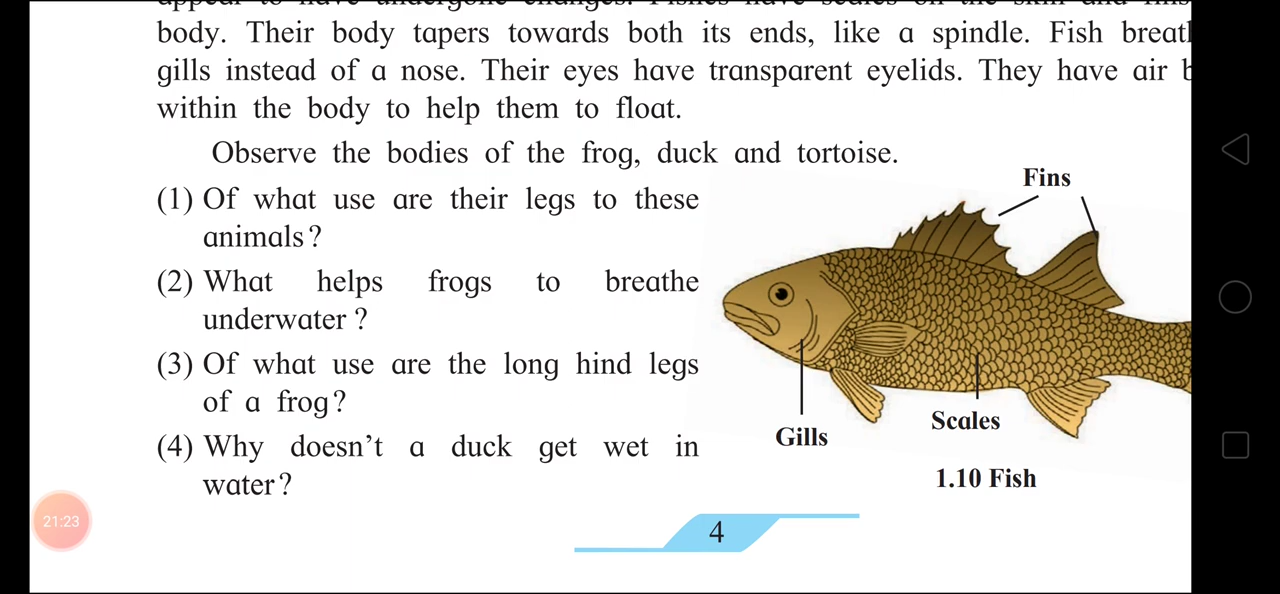 body. Their body tapers towards both its ends, like a spindle. Fish
gills instead of a nose. Their eyes have transparent eyelids. They have air
within the body to help them to float.
Observe the bodies of the frog, duck and tortoise.
(1) Of what use are their legs to these
animals?
(2) What helps frogs to breathe
underwater ?
(3) Of what use are the long hind legs
of a frog?
(4) Why doesn't a duck get wet in
water?
Fins
Gills
Scales
1.10 Fish
4
21:23